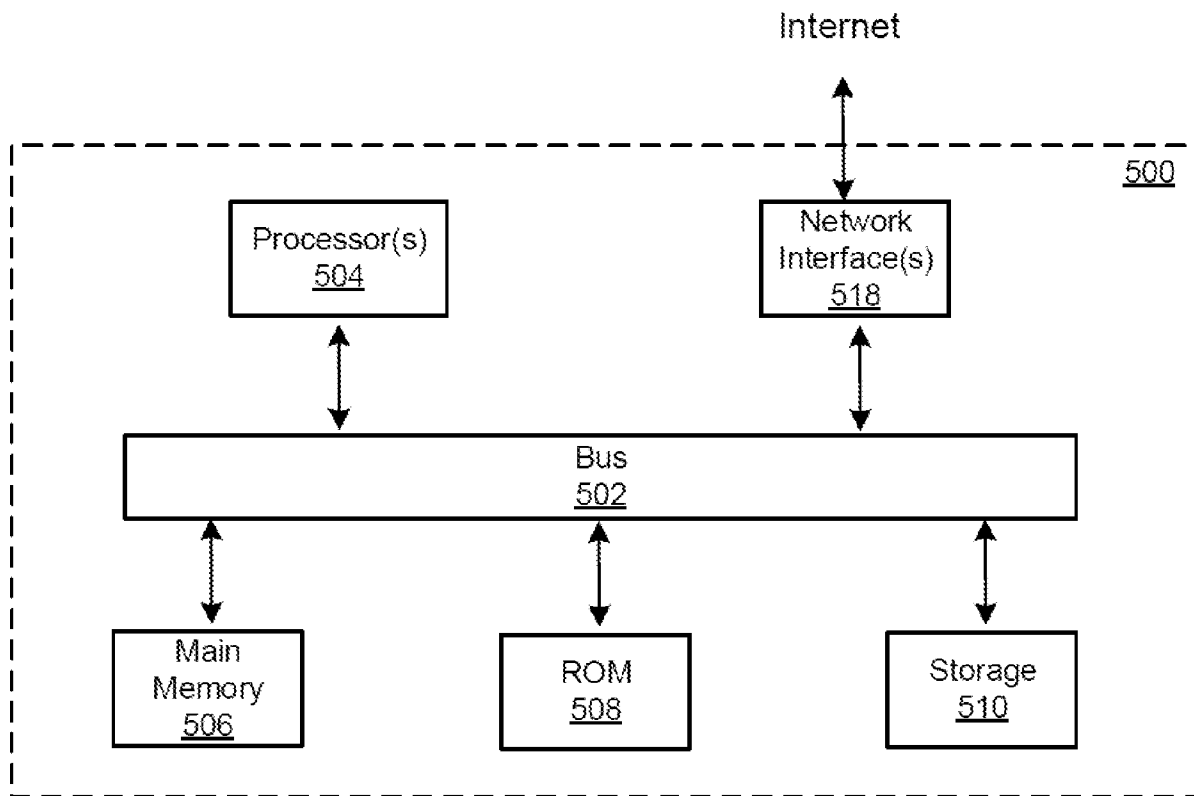 Internet
500
Processor(s)
504
Network
Interface(s)
518
Bus
502
Main
Memory
506
ROM
508
Storage
510